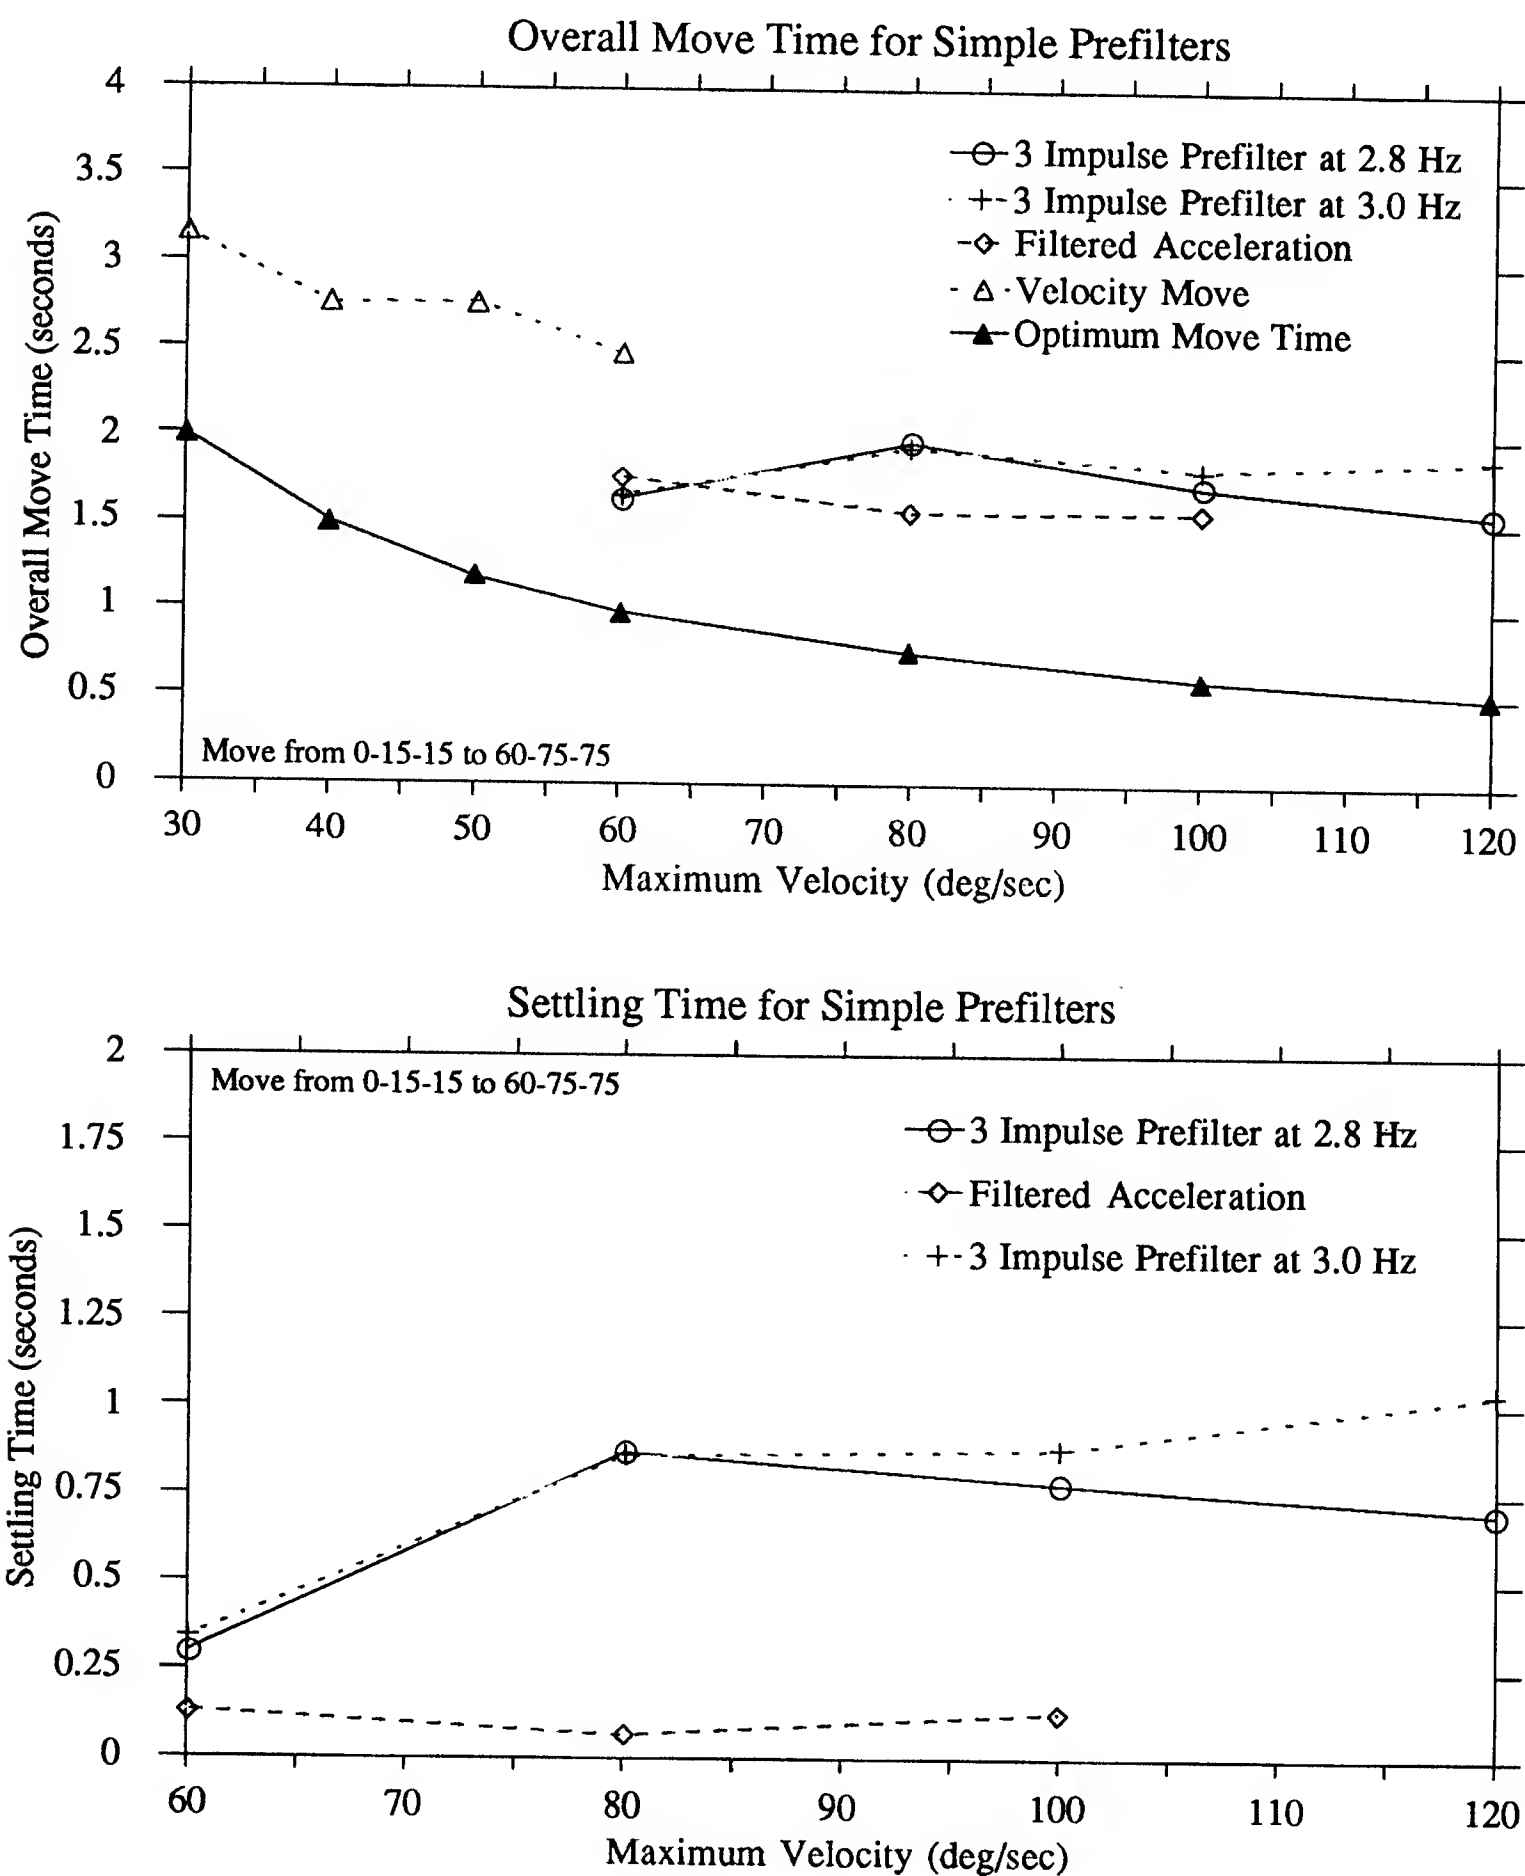 Overall Move Time for Simple Prefilters
4
3.5
3
2.5
2
1.5
1
0.5
0
Overall Move Time (seconds)
3 Impulse Prefilter at 2.8 Hz
3 Impulse Prefilter at 3.0 Hz
Filtered Acceleration
Velocity Move
Optimum Move Time
Move from 0-15-15 to 60-75-75
30 40 50 60 70 80 90 100 110 120
Maximum Velocity (deg/sec)
Settling Time for Simple Prefilters
2
1.75
1.5
1.25
1
0.75
0.5
0.25
0
Settling Time (seconds)
Move from 0-15-15 to 60-75-75
3 Impulse Prefilter at 2.8 Hz
Filtered Acceleration
3 Impulse Prefilter at 3.0 Hz
60 70 80 90 100 110 120
Maximum Velocity (deg/sec)